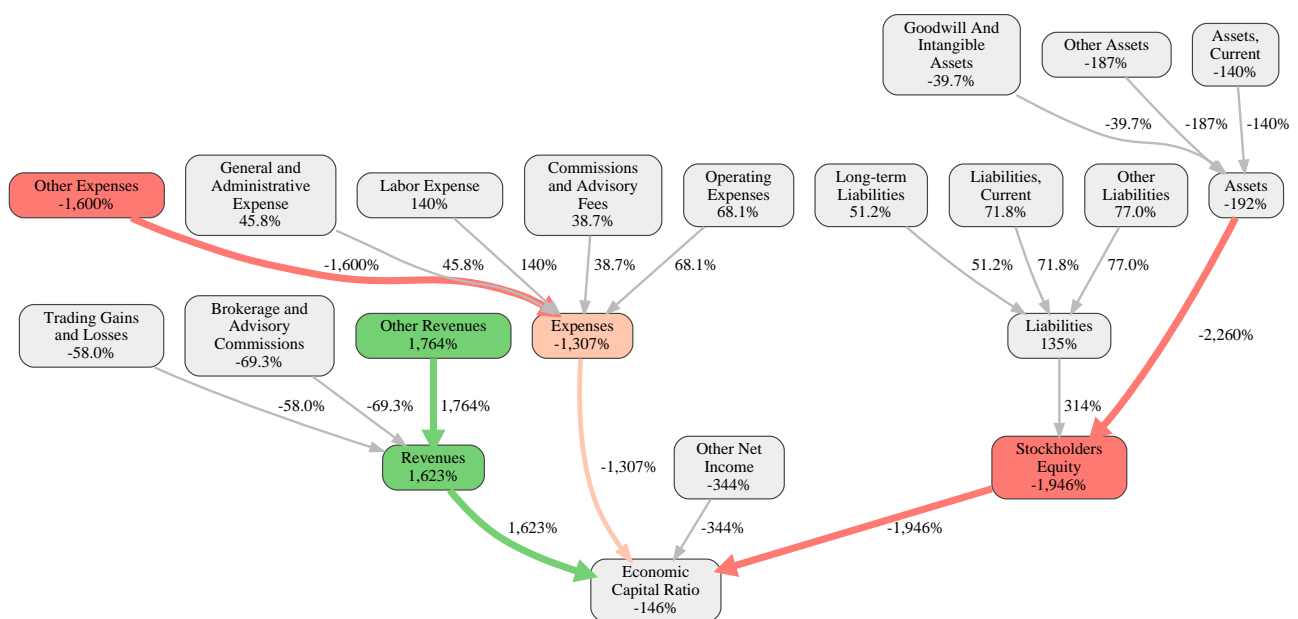 Goodwill And
Intangible
Assets
-39.7%
Other Assets
-187%
Assets,
Current
-140%
-39.7%
-187%
-140%
Other Expenses
-1,600%
General and
Administrative
Expense
45.8%
Labor Expense
140%
Commissions
and Advisory
Fees
38.7%
Operating
Expenses
68.1%
Long-term
Liabilities
51.2%
Liabilities,
Current
71.8%
Other
Liabilities
77.0%
Assets
-192%
-1,600%
45.8%
140%
38.7%
68.1%
51.2%
71.8%
77.0%
Trading Gains
and Losses
-58.0%
Brokerage and
Advisory
Commissions
-69.3%
Other Revenues
1,764%
Expenses
-1,307%
Liabilities
135%
-2,260%
-58.0%
-69.3%
1,764%
314%
Revenues
1,623%
-1,307%
Other Net
Income
-344%
Stockholders
Equity
-1,946%
1,623%
-344%
-1,946%
Economic
Capital Ratio
-146%